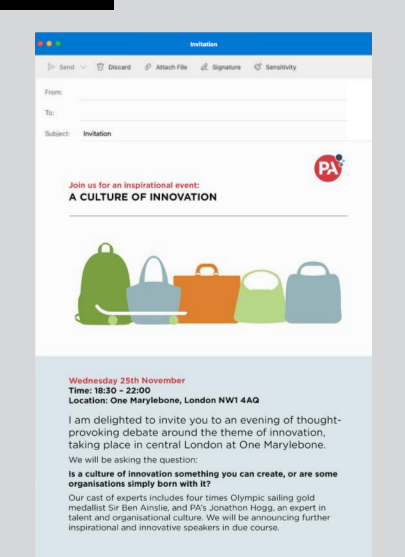 Invitation
Send Discard Attach File Signature Sensitivity
From:
To:
Subject: Invitation
PA
Join us for an inspirational event:
A CULTURE OF INNOVATION
Wednesday 25th November
Time: 18:30 – 22:00
Location: One Marylebone, London NW1 4AQ
I am delighted to invite you to an evening of thought-
provoking debate around the theme of innovation,
taking place in central London at One Marylebone.
We will be asking the question:
Is a culture of innovation something you can create, or are some
organisations simply born with it?
Our cast of experts includes four times Olympic sailing gold
medallist Sir Ben Ainslie, and PA's Jonathon Hogg, an expert in
talent and organisational culture. We will be announcing further
inspirational and innovative speakers in due course.